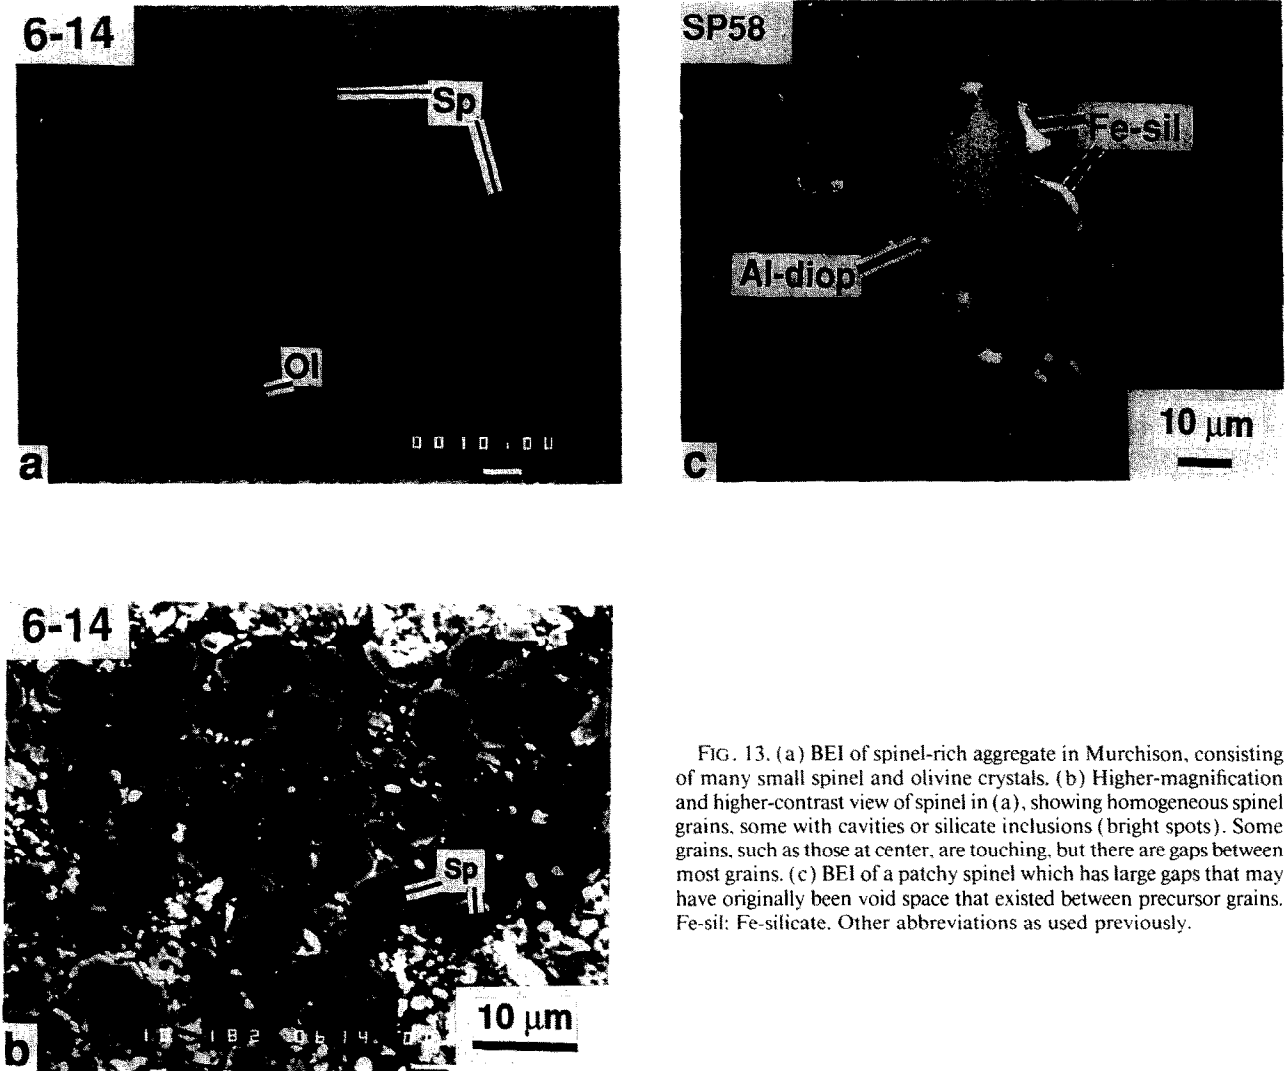 6-14
Sp
Ol
0010.0U
a
SP58
Fe-sil
Al-diop
10 μm
c
6-14
Sp
10 μm
b
FIG. 13. (a) BEI of spinel-rich aggregate in Murchison, consisting
of many small spinel and olivine crystals. (b) Higher-magnification
and higher-contrast view of spinel in (a), showing homogeneous spinel
grains, some with cavities or silicate inclusions (bright spots). Some
grains, such as those at center, are touching, but there are gaps between
most grains. (c) BEI of a patchy spinel which has large gaps that may
have originally been void space that existed between precursor grains.
Fe-sil: Fe-silicate. Other abbreviations as used previously.